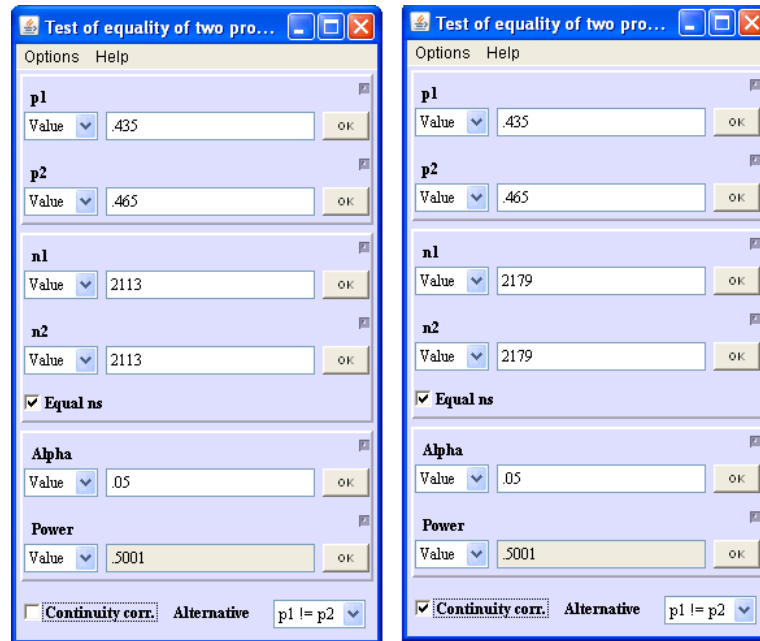 Test of equality of two pro...
Options Help
p1
Value .435 OK
p2
Value .465 OK
n1
Value 2113 OK
n2
Value 2113 OK
Equal ns
Alpha
Value .05 OK
Power
Value .5001 OK
Continuity corr. Alternative p1 != p2
Test of equality of two pro...
Options Help
p1
Value .435 OK
p2
Value .465 OK
n1
Value 2179 OK
n2
Value 2179 OK
Equal ns
Alpha
Value .05 OK
Power
Value .5001 OK
Continuity corr. Alternative p1 != p2